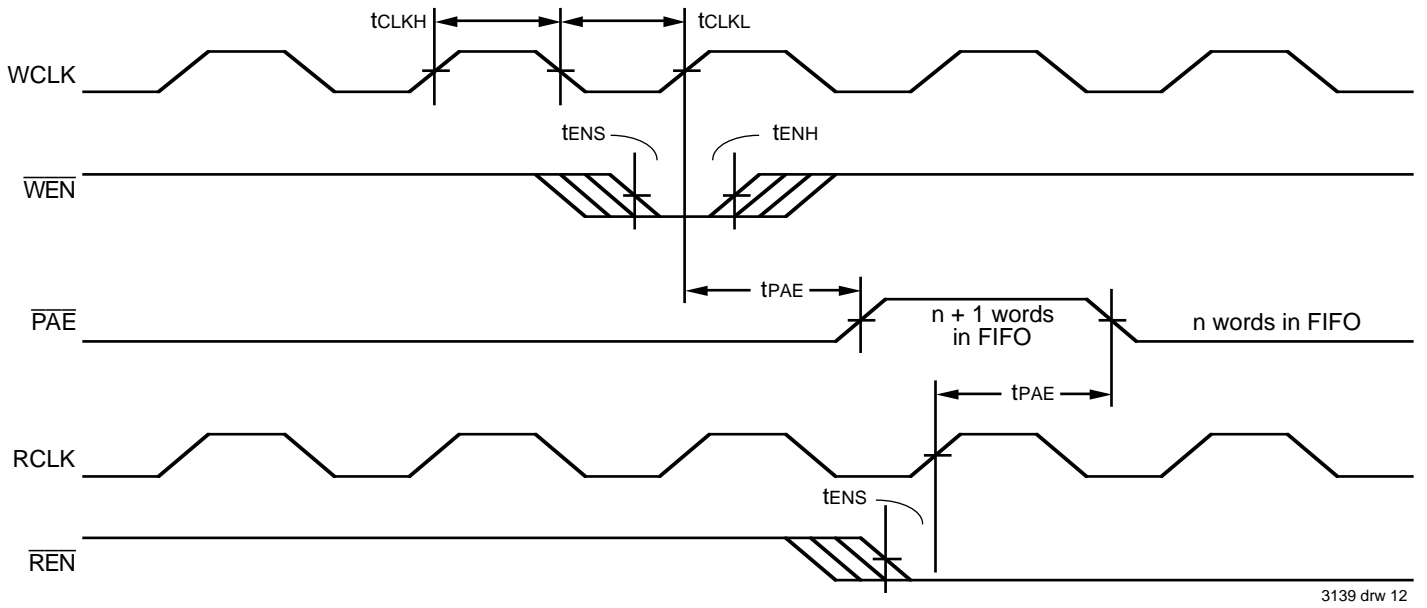 tCLKH
tCLKL
WCLK
tENS
tENH
WEN
tPAE
PAE
n + 1 words
in FIFO
n words in FIFO
tPAE
RCLK
tENS
REN
3139 drw 12